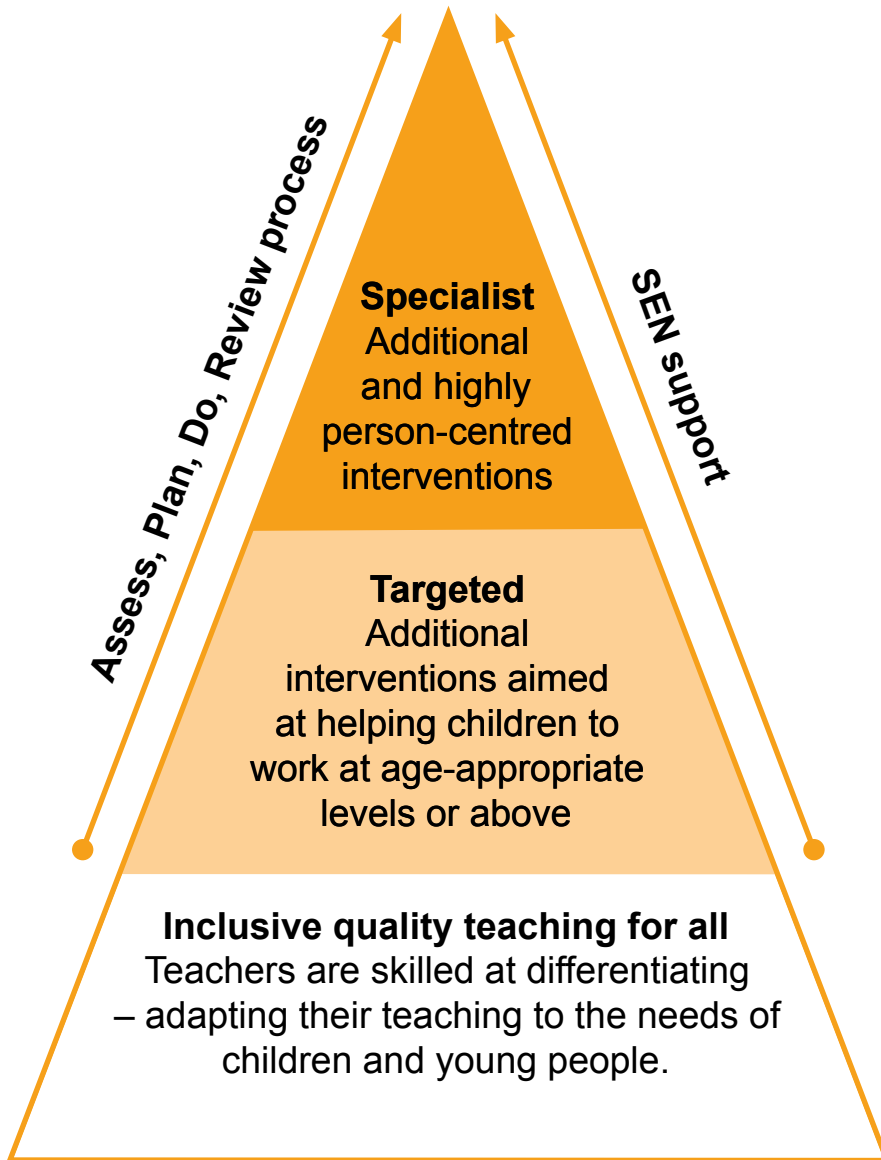 Assess, Plan, Do, Review process
SEN support
Specialist
Additional
and highly
person-centred
interventions
Targeted
Additional
interventions aimed
at helping children to
work at age-appropriate
levels or above
Inclusive quality teaching for all
Teachers are skilled at differentiating
– adapting their teaching to the needs of
children and young people.